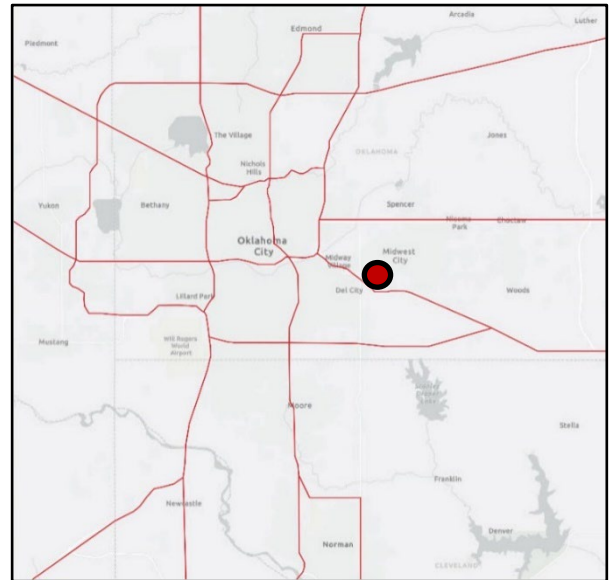 Arcadia
Luther
Edmond
Piedmont
The Village
Jones
OKLAHOMA
Nichols
Hills
Yukon
Bethany
Spencer
Nicoma
Park
Choctaw
Oklahoma
City
Midway
Village
Midwest
City
Lillard Park
Del City
Woods
Mustang
Will Rogers
World
Airport
Moore
Stella
Franklin
Newcastle
Norman
Denver
CLEVELAND